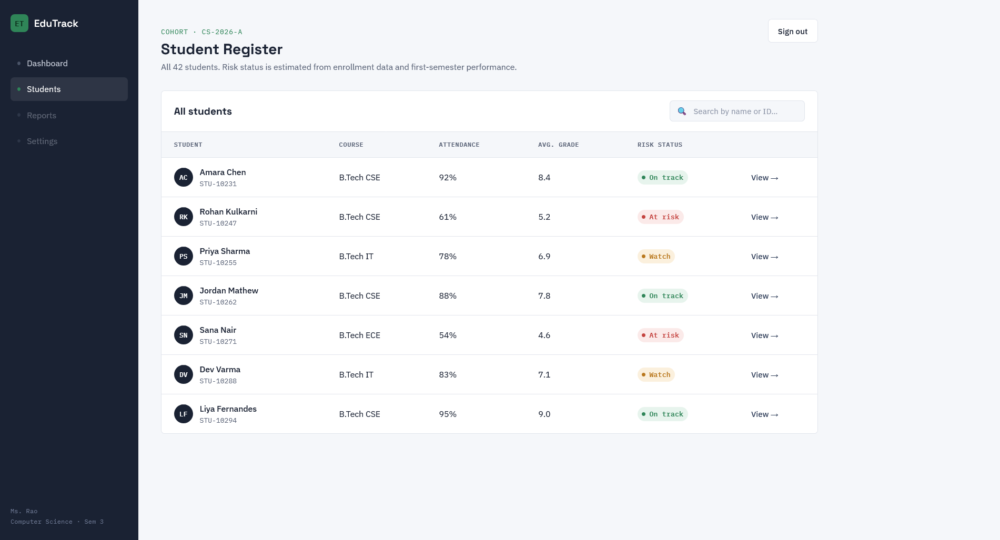 ET EduTrack
Dashboard
Students
Reports
Settings
Ms. Rao
Computer Science · Sem 3
COHORT · CS-2026-A
Student Register
All 42 students. Risk status is estimated from enrollment data and first-semester performance.
Sign out
All students
Search by name or ID...
STUDENT COURSE ATTENDANCE AVG. GRADE RISK STATUS
AC Amara Chen B.Tech CSE 92% 8.4 On track View →
STU-10231
RK Rohan Kulkarni B.Tech CSE 61% 5.2 At risk View →
STU-10247
PS Priya Sharma B.Tech IT 78% 6.9 Watch View →
STU-10255
JM Jordan Mathew B.Tech CSE 88% 7.8 On track View →
STU-10262
SN Sana Nair B.Tech ECE 54% 4.6 At risk View →
STU-10271
DV Dev Varma B.Tech IT 83% 7.1 Watch View →
STU-10288
LF Liya Fernandes B.Tech CSE 95% 9.0 On track View →
STU-10294